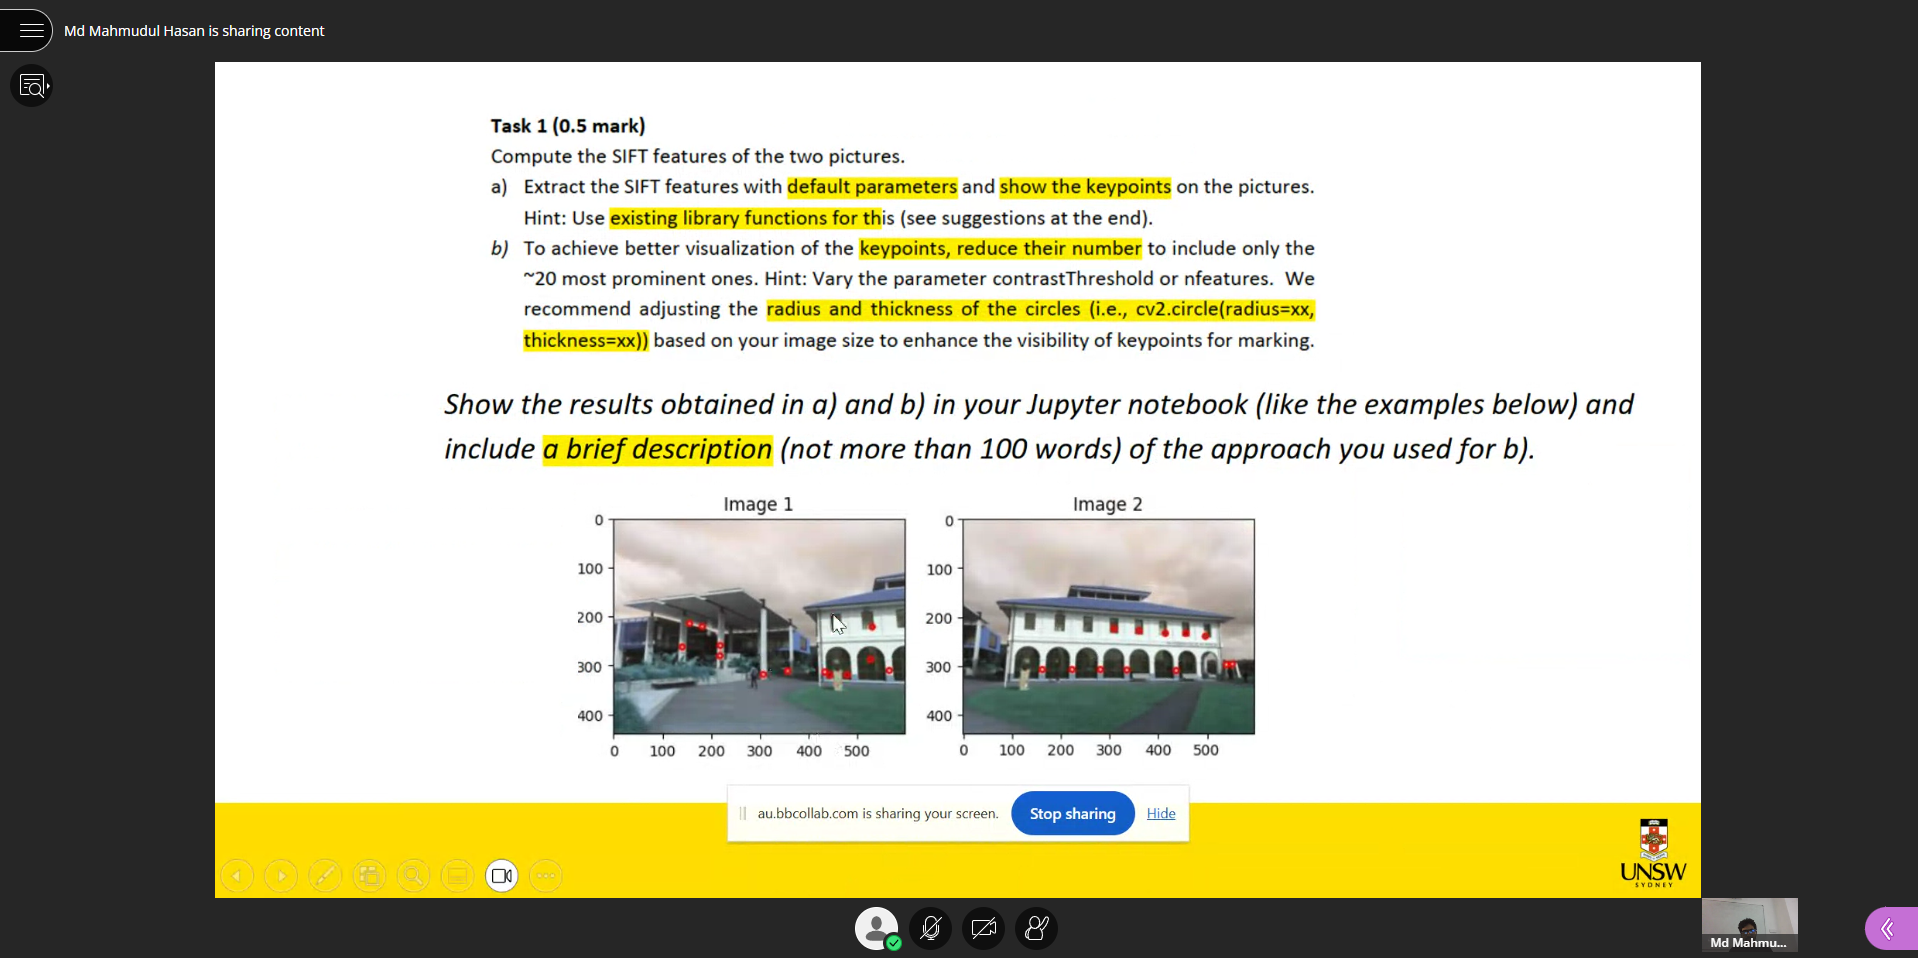 Md Mahmudul Hasan is sharing content
Task 1 (0.5 mark)
Compute the SIFT features of the two pictures.
a) Extract the SIFT features with default parameters and show the keypoints on the pictures.
Hint: Use existing library functions for this (see suggestions at the end).
b) To achieve better visualization of the keypoints, reduce their number to include only the
~20 most prominent ones. Hint: Vary the parameter contrastThreshold or nfeatures. We
recommend adjusting the radius and thickness of the circles (i.e., cv2.circle(radius=xx,
thickness=xx)) based on your image size to enhance the visibility of keypoints for marking.
Show the results obtained in a) and b) in your Jupyter notebook (like the examples below) and
include a brief description (not more than 100 words) of the approach you used for b).
Image 1
0
100
200
300
400
0 100 200 300 400 500
Image 2
0
100
200
300
400
0 100 200 300 400 500
au.bbcollab.com is sharing your screen. Stop sharing Hide
UNSW
SYDNEY
Md Mahmu...